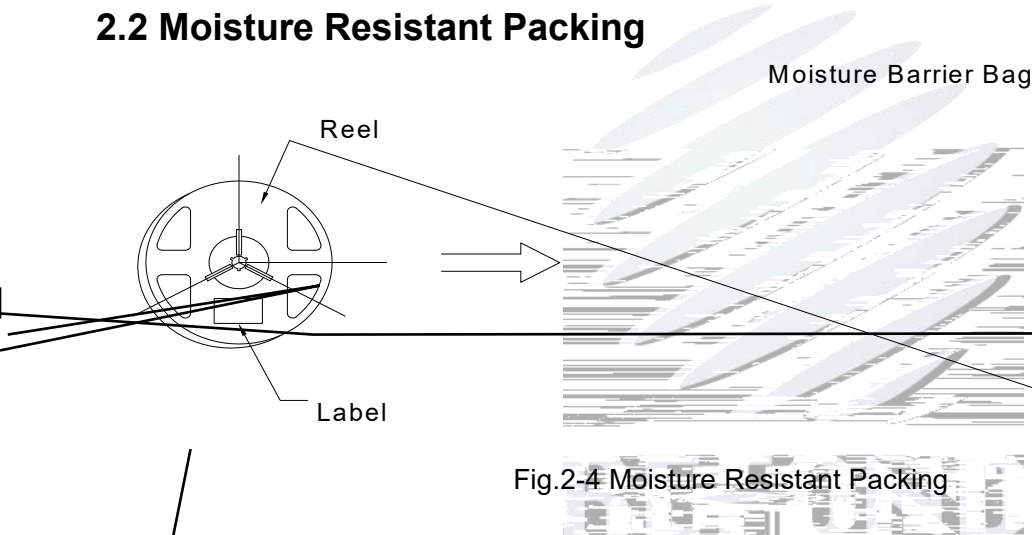 2.2 Moisture Resistant Packing
Moisture Barrier Bag
Reel
Label
Fig.2-4 Moisture Resistant Packing